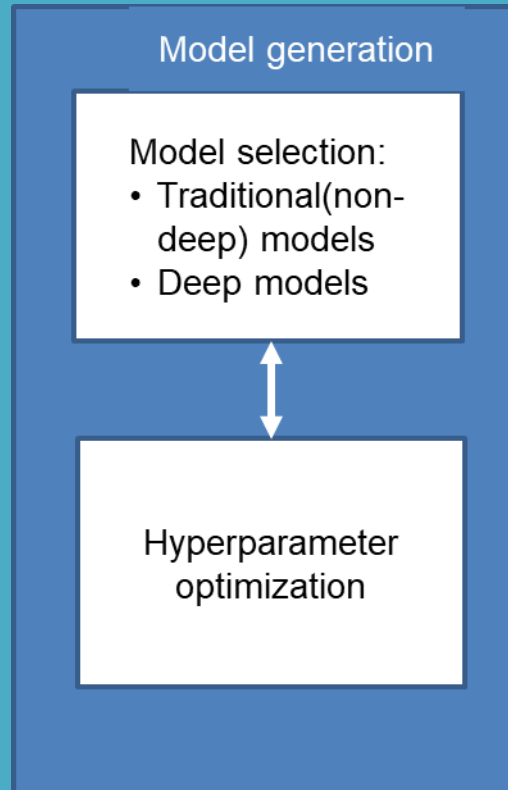 Model generation
Model selection:
• Traditional(non-
deep) models
• Deep models
Hyperparameter
optimization